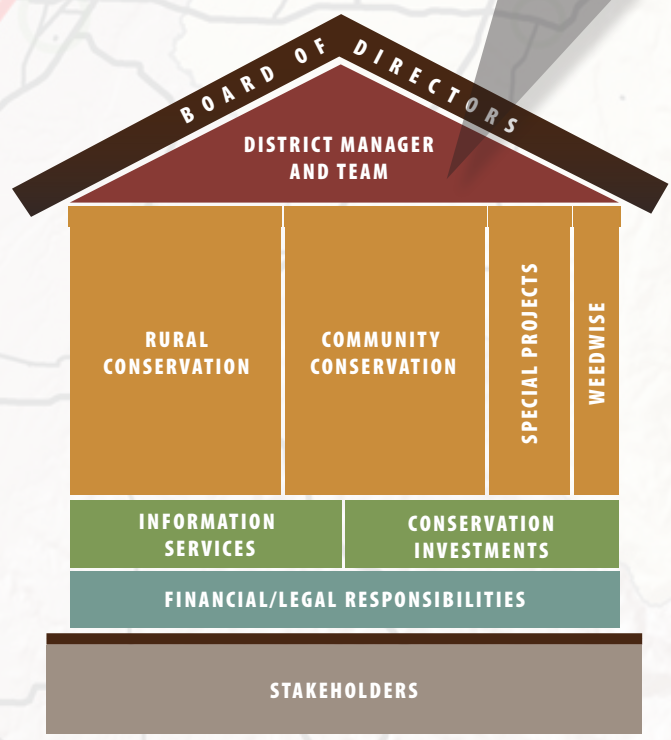 BOARD OF DIRECTORS
DISTRICT MANAGER
AND TEAM
RURAL
CONSERVATION
COMMUNITY
CONSERVATION
SPECIAL PROJECTS
WEEDWISE
INFORMATION
SERVICES
CONSERVATION
INVESTMENTS
FINANCIAL/LEGAL RESPONSIBILITIES
STAKEHOLDERS